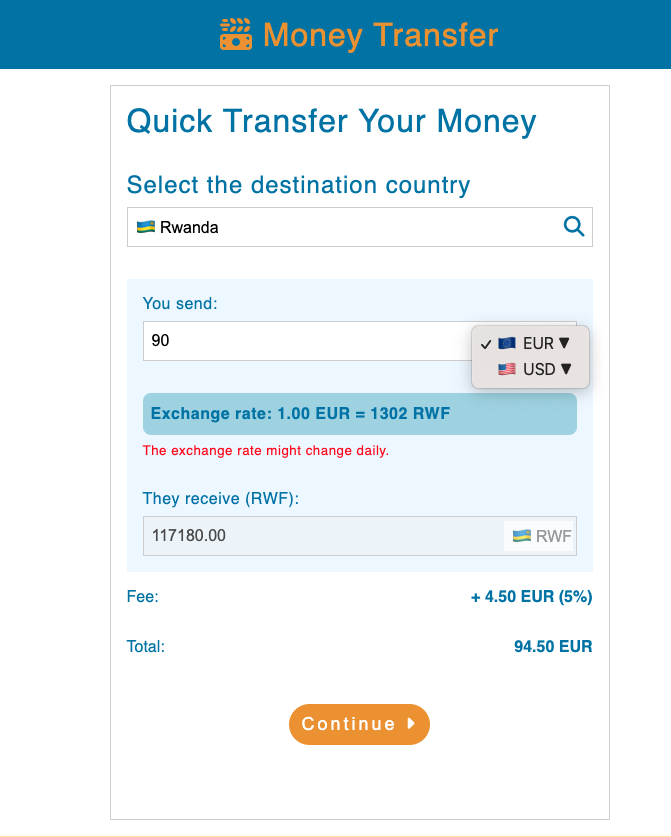 Money Transfer
Quick Transfer Your Money
Select the destination country
Rwanda
You send:
90
✓ EUR ▼
USD ▼
Exchange rate: 1.00 EUR = 1302 RWF
The exchange rate might change daily.
They receive (RWF):
117180.00 RWF
Fee: + 4.50 EUR (5%)
Total: 94.50 EUR
Continue